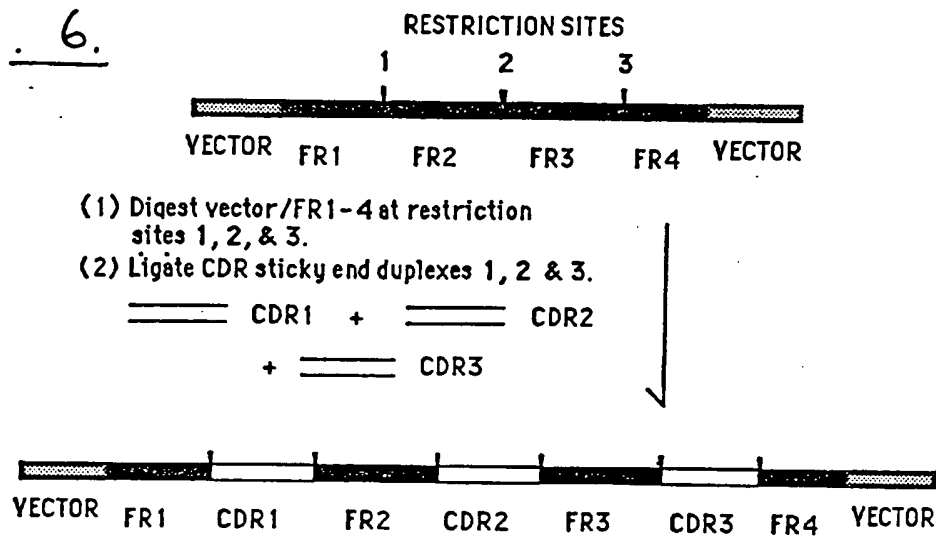 . 6.
RESTRICTION SITES
1 2 3
VECTOR FR1 FR2 FR3 FR4 VECTOR
(1) Digest vector/FR1-4 at restriction
sites 1, 2, & 3.
(2) Ligate CDR sticky end duplexes 1, 2 & 3.
CDR1 + CDR2
+ CDR3
VECTOR FR1 CDR1 FR2 CDR2 FR3 CDR3 FR4 VECTOR